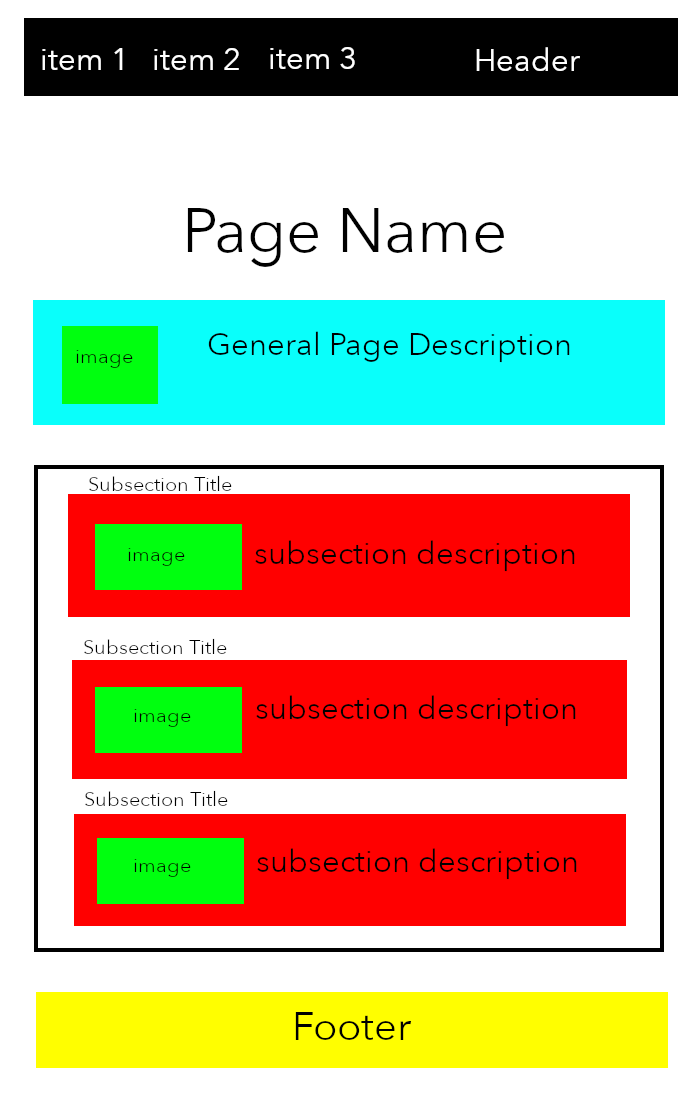 item 1 item 2 item 3 Header
Page Name
image General Page Description
Subsection Title
image subsection description
Subsection Title
image subsection description
Subsection Title
image subsection description
Footer